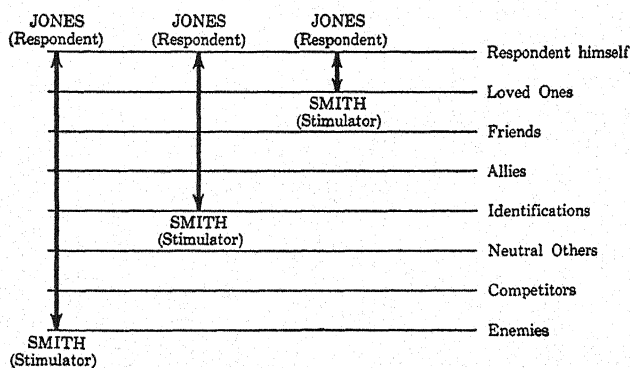 JONES
(Respondent)
JONES
(Respondent)
JONES
(Respondent)
Respondent himself
Loved Ones
SMITH
(Stimulator)
Friends
Allies
Identifications
SMITH
(Stimulator)
Neutral Others
Competitors
Enemies
SMITH
(Stimulator)